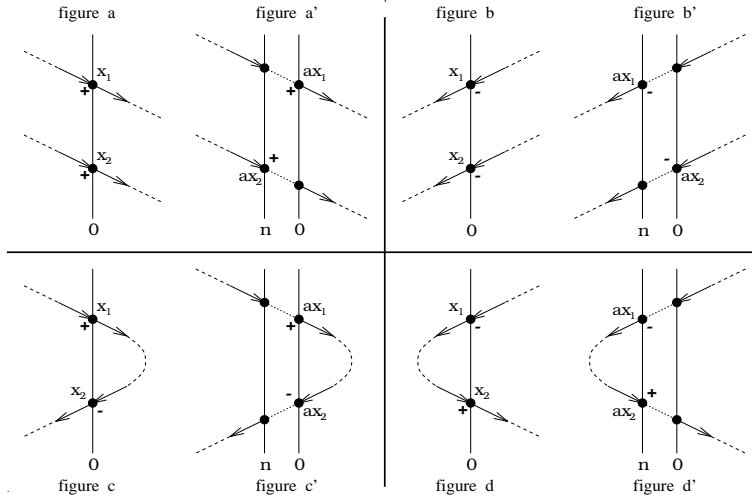 figure a
figure a'
figure b
figure b'
x1
ax1
x1
ax1
+
+
-
-
x2
+
x2
-
+
ax2
-
ax2
0
n 0
0
n 0
x1
ax1
x1
ax1
+
+
-
-
x2
-
x2
+
-
ax2
+
ax2
0
n 0
0
n 0
figure c
figure c'
figure d
figure d'